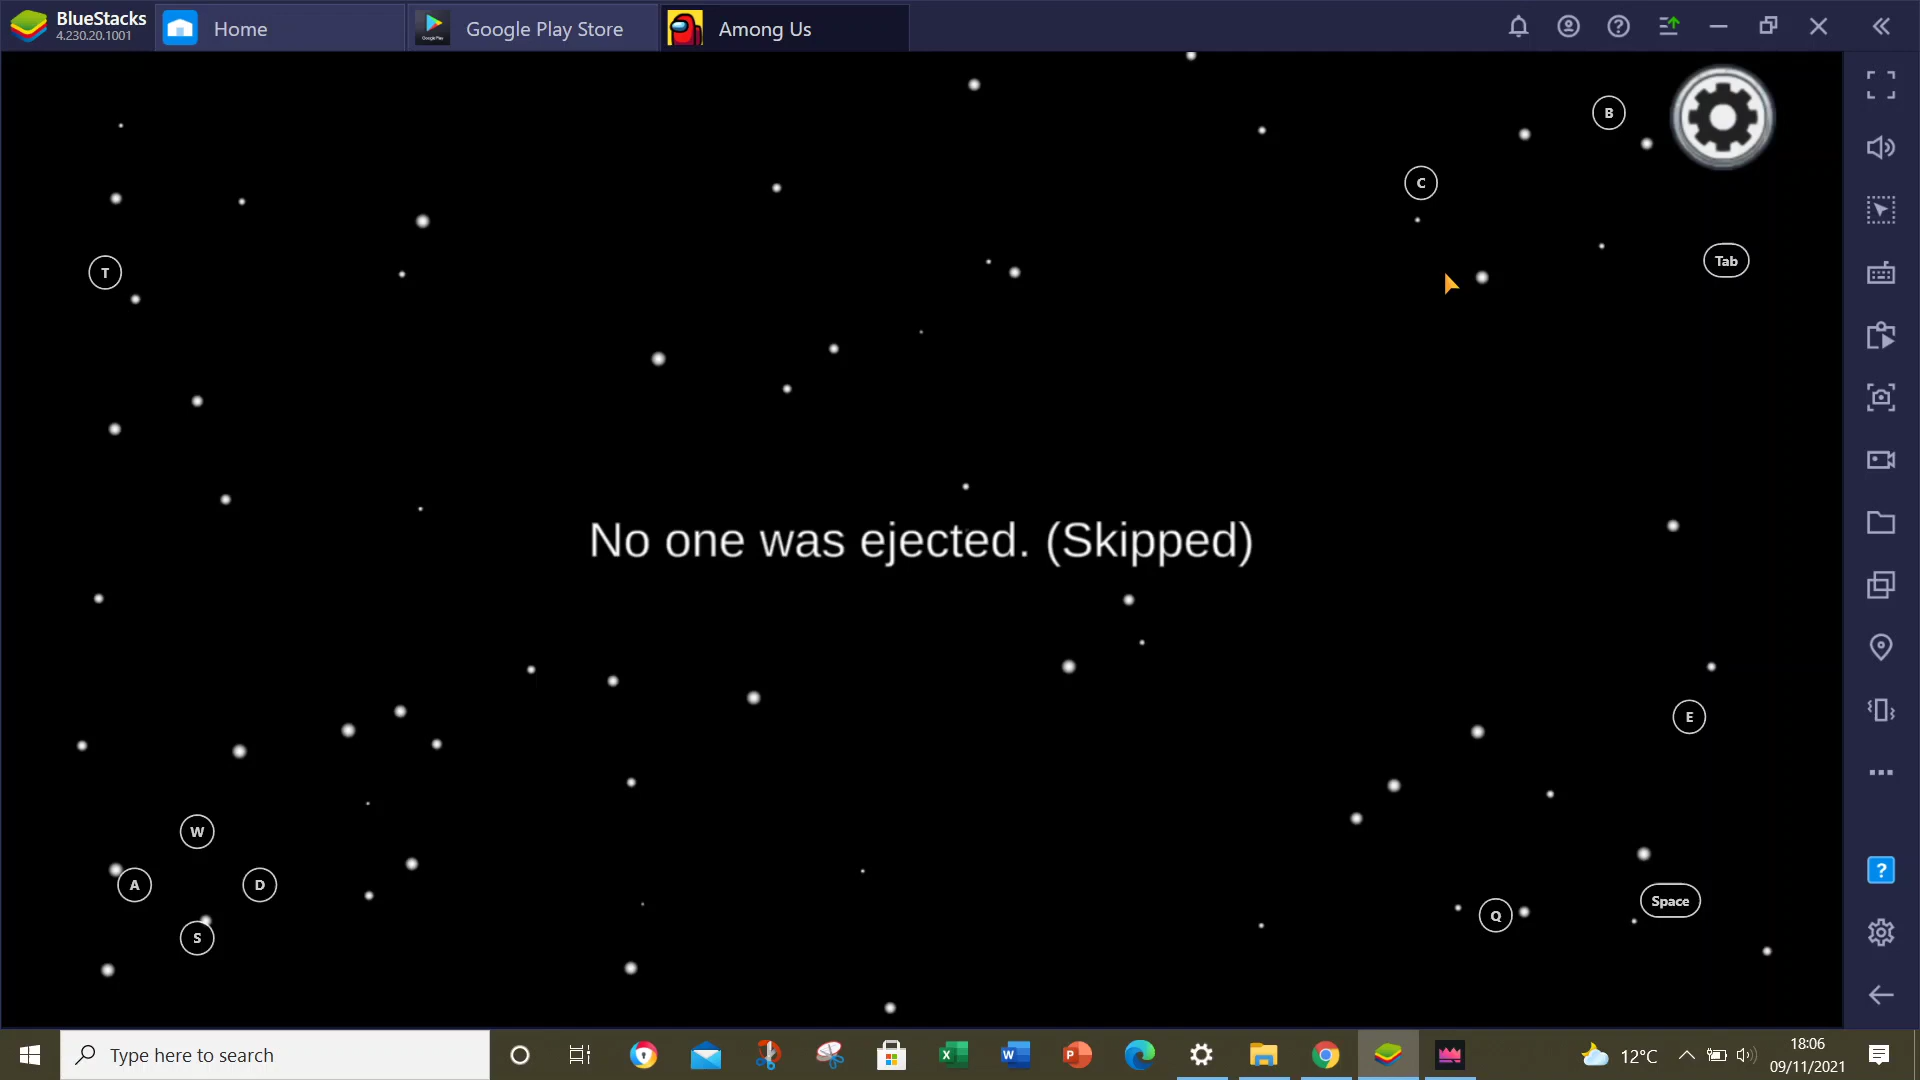 BlueStacks
4.230.20.1001
Home
Google Play Store
Among Us
B
C
T
Tab
No one was ejected. (Skipped)
E
W
A
D
S
Q
Space
Type here to search
12°C
18:06
09/11/2021